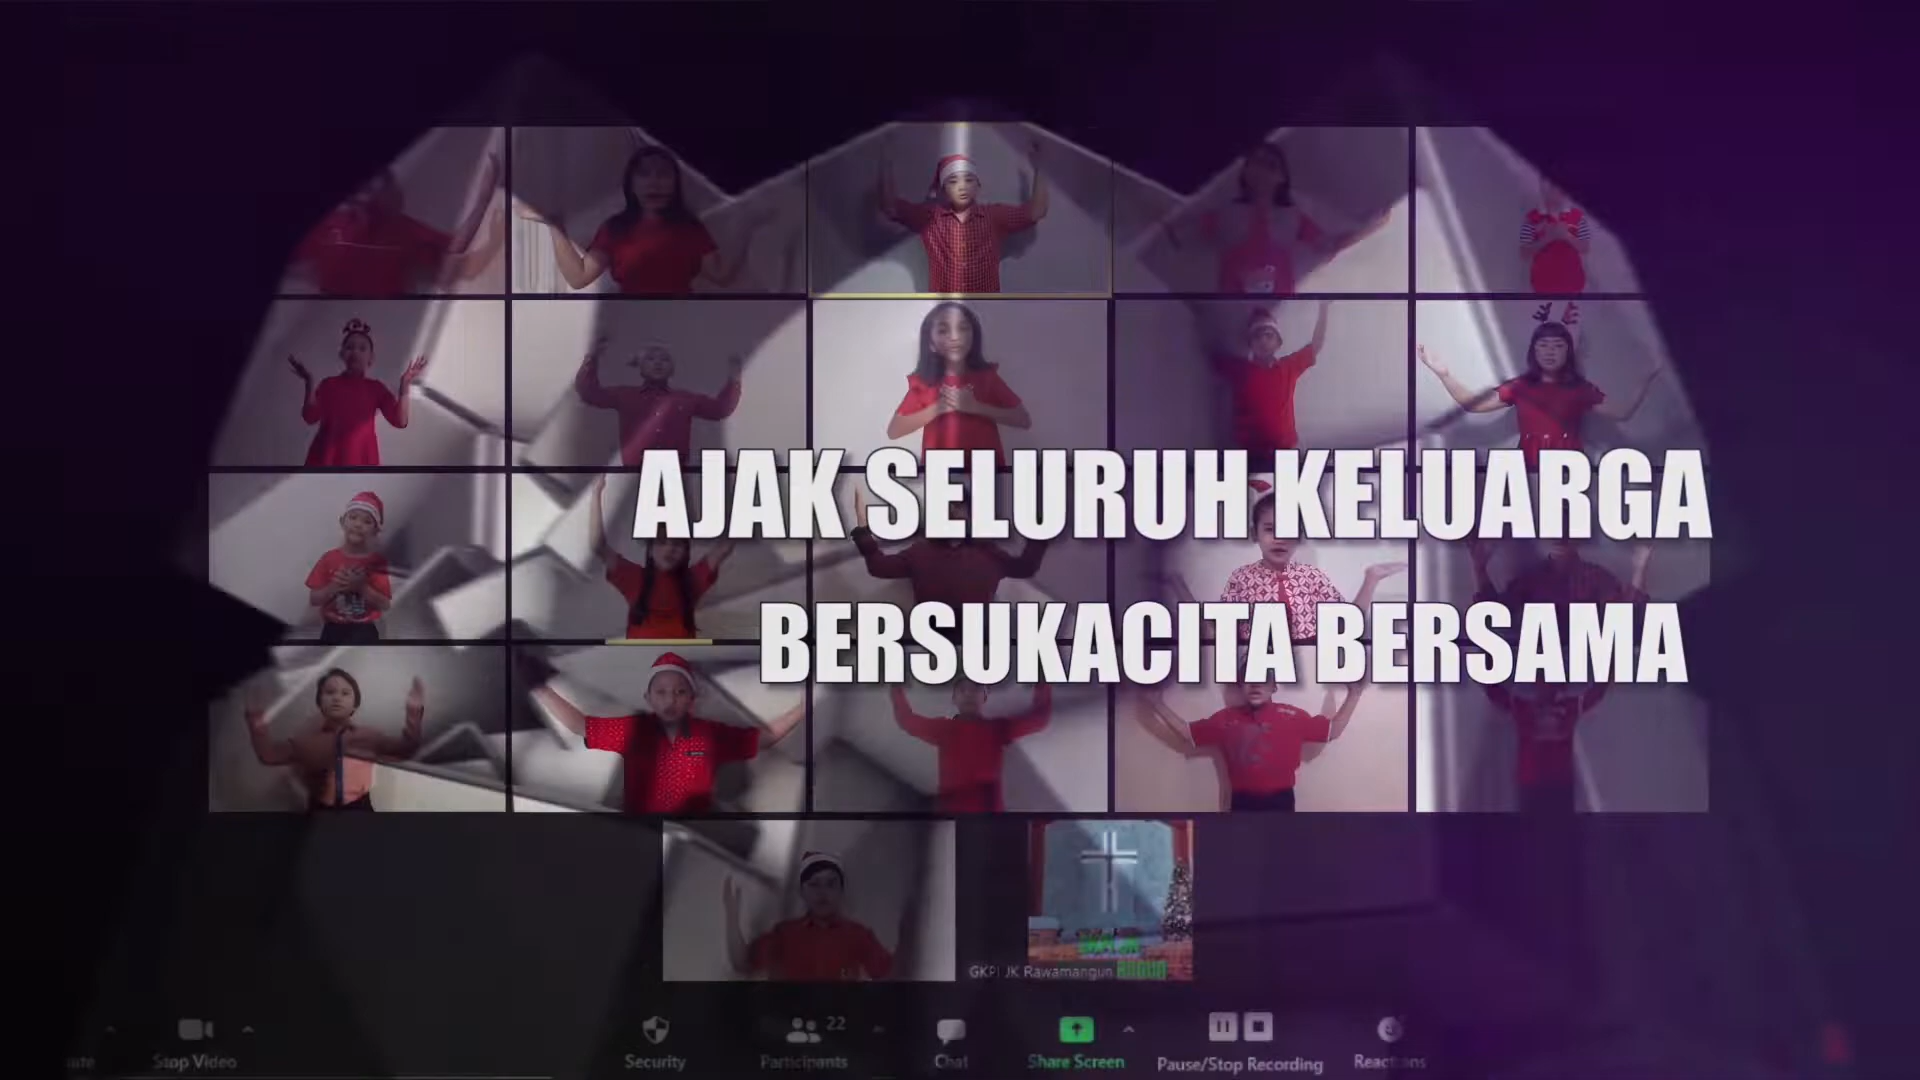 AJAK SELURUH KELUARGA
BERSUKACITA BERSAMA
GKPI JK Rawamangun
Stop Video
Security
22
Participants
Chat
Share Screen
Pause/Stop Recording
Reactions